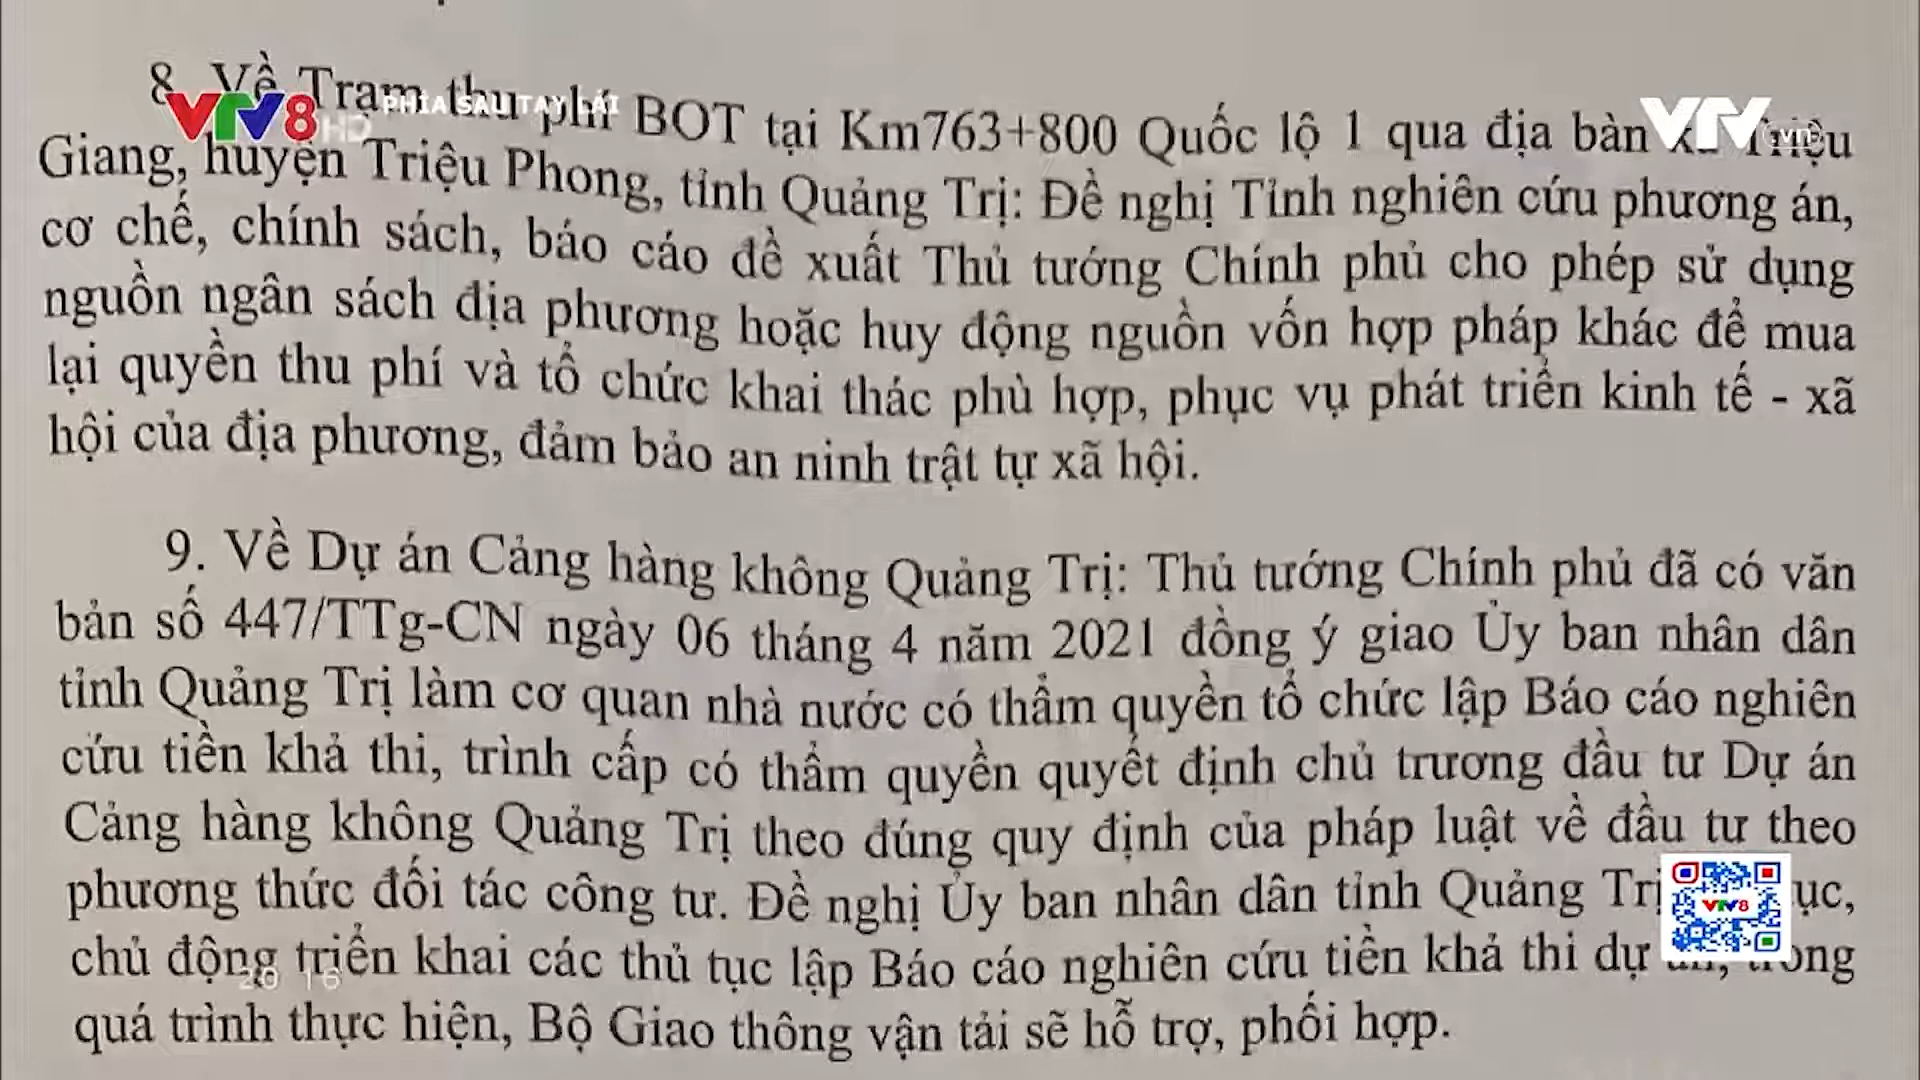 8. Về Trạm thu phí BOT tại Km763+800 Quốc lộ 1 qua địa bàn xã Triệu
Giang, huyện Triệu Phong, tỉnh Quảng Trị: Đề nghị Tỉnh nghiên cứu phương án,
cơ chế, chính sách, báo cáo đề xuất Thủ tướng Chính phủ cho phép sử dụng
nguồn ngân sách địa phương hoặc huy động nguồn vốn hợp pháp khác để mua
lại quyền thu phí và tổ chức khai thác phù hợp, phục vụ phát triển kinh tế - xã
hội của địa phương, đảm bảo an ninh trật tự xã hội.
9. Về Dự án Cảng hàng không Quảng Trị: Thủ tướng Chính phủ đã có văn
bản số 447/TTg-CN ngày 06 tháng 4 năm 2021 đồng ý giao Ủy ban nhân dân
tỉnh Quảng Trị làm cơ quan nhà nước có thẩm quyền tổ chức lập Báo cáo nghiên
cứu tiền khả thi, trình cấp có thẩm quyền quyết định chủ trương đầu tư Dự án
Cảng hàng không Quảng Trị theo đúng quy định của pháp luật về đầu tư theo
phương thức đối tác công tư. Đề nghị Ủy ban nhân dân tỉnh Quảng Trị ục,
chủ động triển khai các thủ tục lập Báo cáo nghiên cứu tiền khả thi dự án, trong
quá trình thực hiện, Bộ Giao thông vận tải sẽ hỗ trợ, phối hợp.
VTV8 HD
PHÍA SAU TAY LÁI
VTV.vn
VTV8
20 16